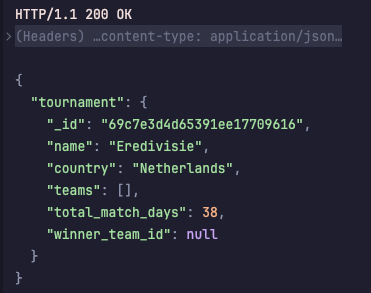 HTTP/1.1 200 OK
> (Headers) …content-type: application/json…
{
"tournament": {
"_id": "69c7e3d4d65391ee17709616",
"name": "Eredivisie",
"country": "Netherlands",
"teams": [],
"total_match_days": 38,
"winner_team_id": null
}
}